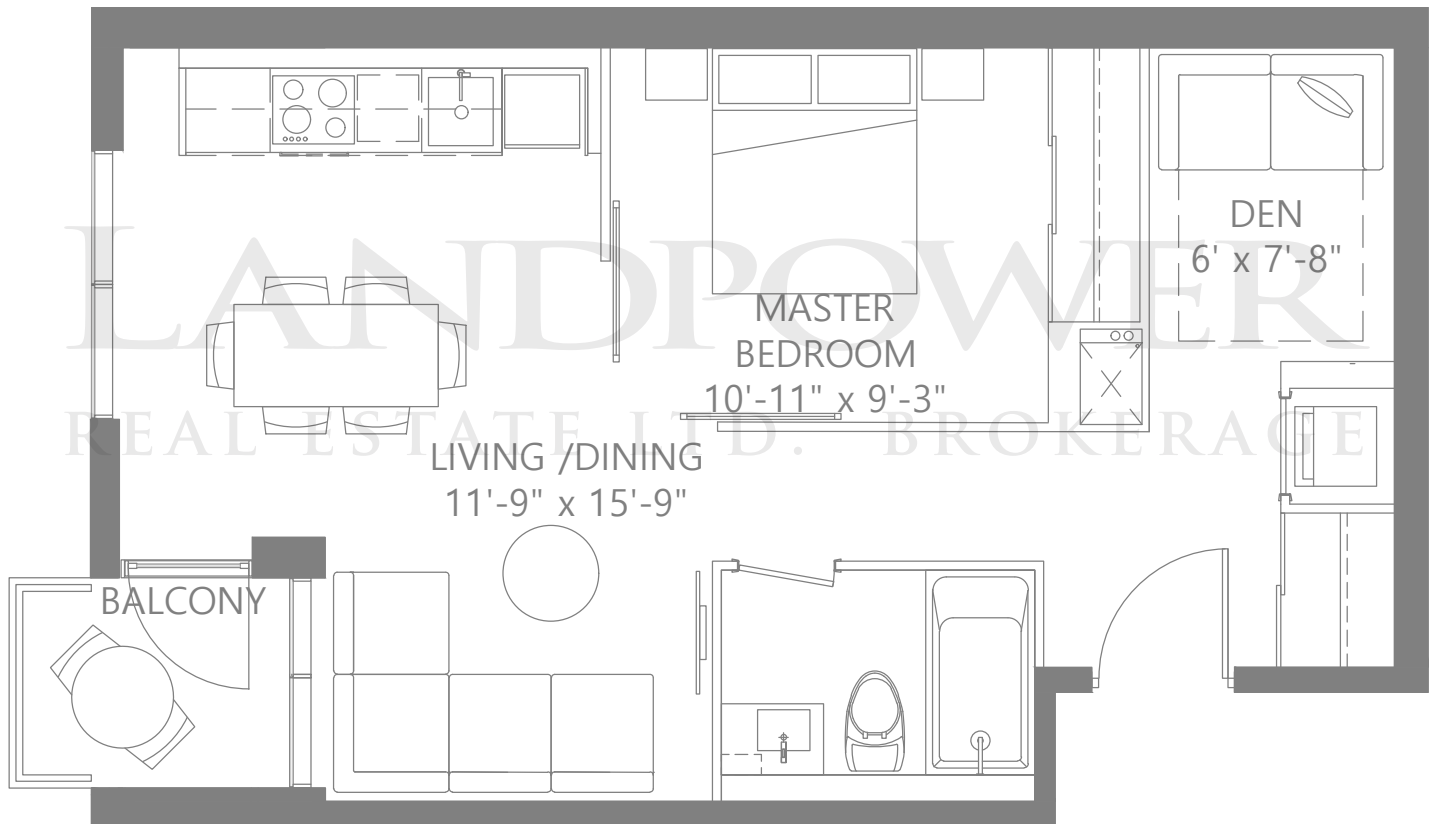 DEN
6' x 7'-8"
LANDPOWER
MASTER
BEDROOM
10'-11" x 9'-3"
REAL ESTATE LTD. BROKERAGE
LIVING /DINING
11'-9" x 15'-9"
BALCONY